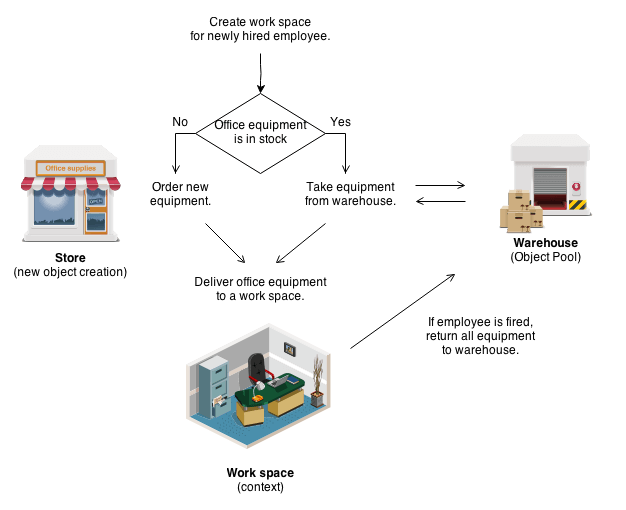 Create work space
for newly hired employee.
No
Office equipment
is in stock
Yes
Office supplies
OPEN
Order new
equipment.
Take equipment
from warehouse.
Store
(new object creation)
Warehouse
(Object Pool)
Deliver office equipment
to a work space.
If employee is fired,
return all equipment
to warehouse.
Work space
(context)